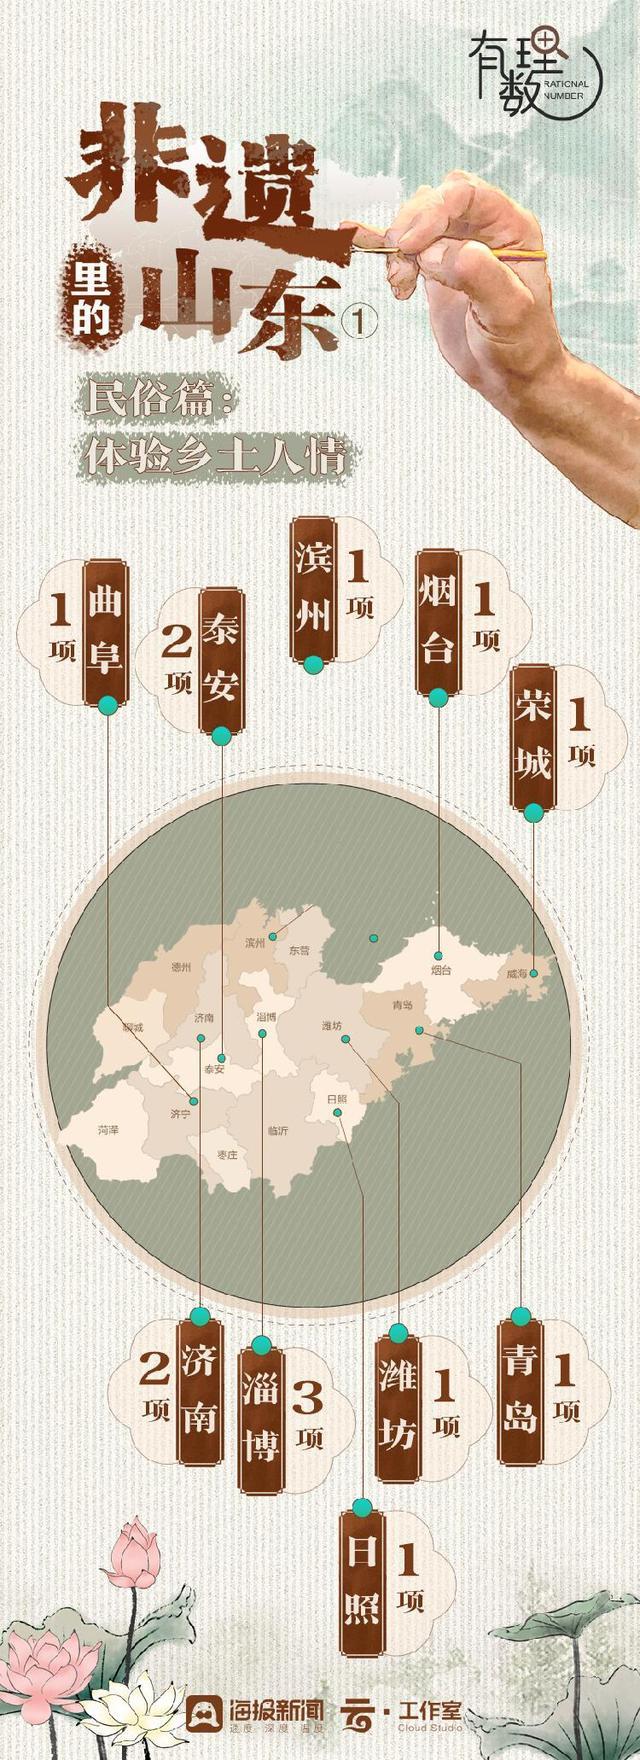 有理数
RATIONAL
NUMBER
非遗
里的
山东①
民俗篇：
体验乡土人情
曲阜
1项
泰安
2项
滨州
1项
烟台
1项
荣城
1项
滨州
东营
德州
烟台
威海
聊城
济南
淄博
潍坊
青岛
泰安
济宁
日照
菏泽
临沂
枣庄
济南
2项
淄博
3项
潍坊
1项
青岛
1项
日照
1项
海报新闻
速度·深度·温度
云·工作室
Cloud Studio